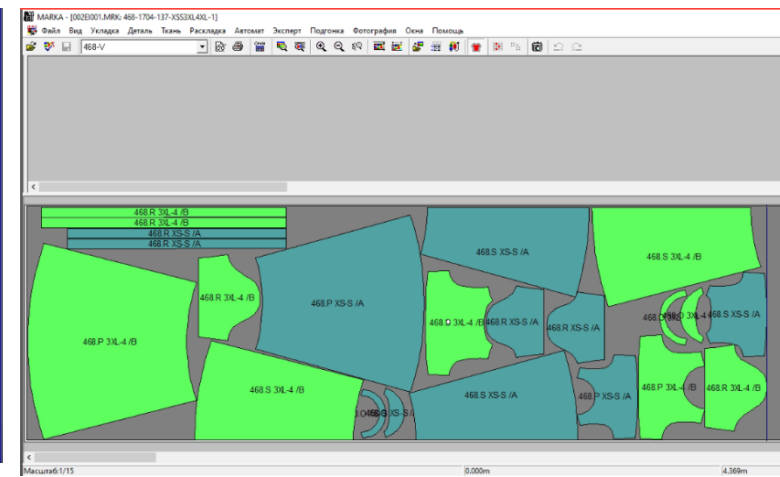 MARKA - [002EI001.MRK: 468-1704-137-XSS3XL4XL-1]
Файл Вид Укладка Деталь Ткань Раскладка Автомат Эксперт Подгонка Фотография Окна Помощь
468-V
468.R 3XL-4 /B
468.R 3XL-4 /B
468.R XS-S /A
468.R XS-S /A
468.S XS-S /A
468.S 3XL-4 /B
468.R 3XL-4 /B
468.P XS-S /A
468.O 3XL-4 /B
468.R XS-S /A
468.R XS-S /A
468.S XS-S /A
468.P 3XL-4 /B
468.S 3XL-4 /B
468.S XS-S /A
468.P XS-S /A
468.P 3XL-4 /B
468.R 3XL-4 /B
Масштаб:1/15
0.000m
4.369m